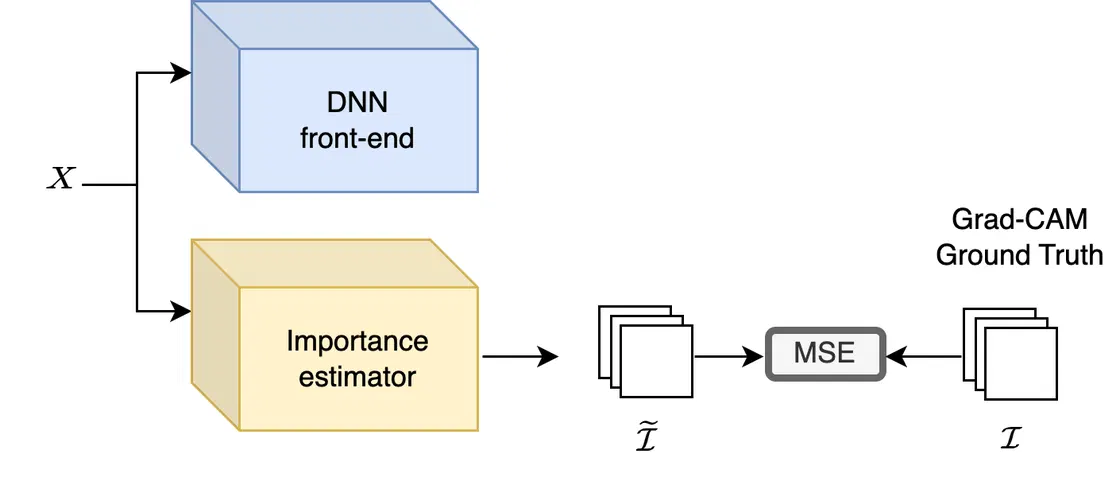 DNN
front-end
X
Grad-CAM
Ground Truth
Importance
estimator
MSE
Ĩ
I